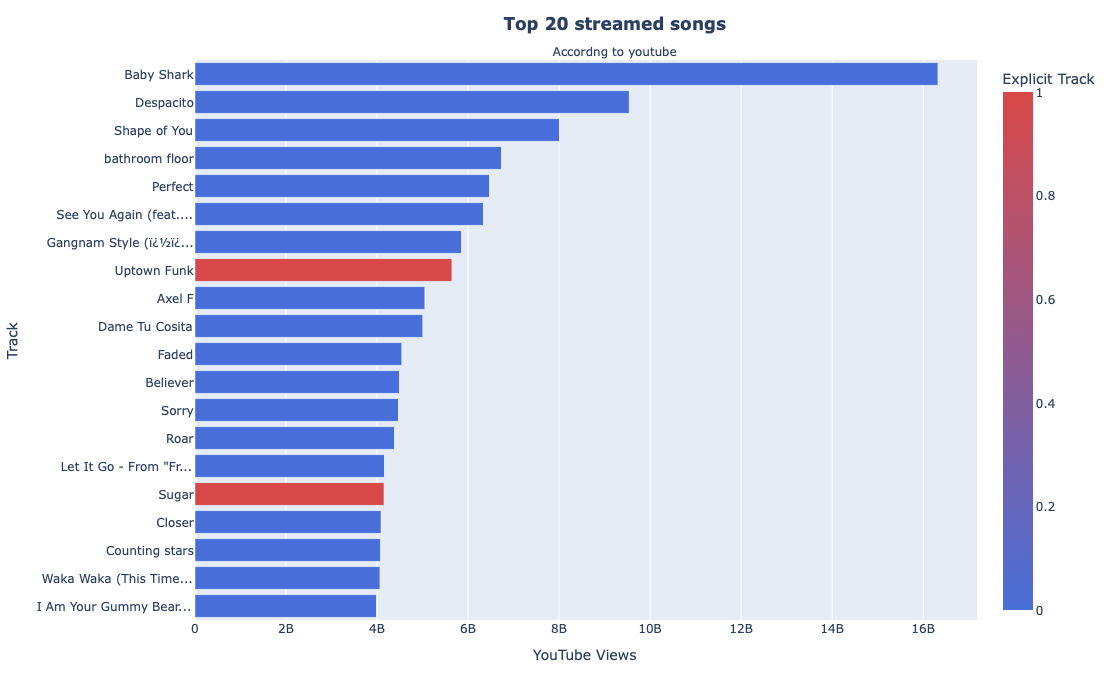 Top 20 streamed songs
Accordng to youtube
Explicit Track
Track
Baby Shark
Despacito
Shape of You
bathroom floor
Perfect
See You Again (feat....
Gangnam Style (ï¿½ï¿...
Uptown Funk
Axel F
Dame Tu Cosita
Faded
Believer
Sorry
Roar
Let It Go - From "Fr...
Sugar
Closer
Counting stars
Waka Waka (This Time...
I Am Your Gummy Bear...
0 2B 4B 6B 8B 10B 12B 14B 16B
YouTube Views
1
0.8
0.6
0.4
0.2
0